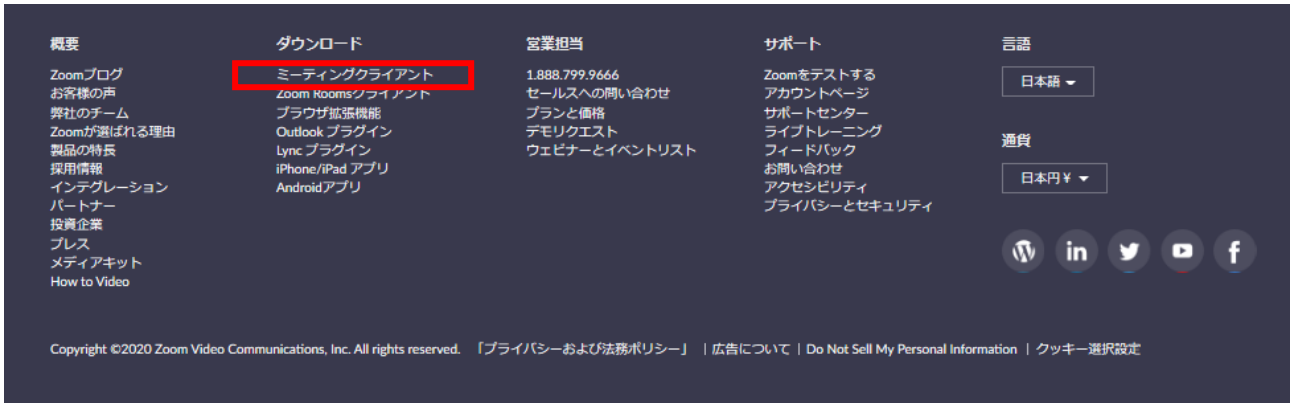 概要
Zoomブログ
お客様の声
弊社のチーム
Zoomが選ばれる理由
製品の特長
採用情報
インテグレーション
パートナー
投資企業
プレス
メディアキット
How to Video
ダウンロード
ミーティングクライアント
Zoom Roomsクライアント
ブラウザ拡張機能
Outlook プラグイン
Lync プラグイン
iPhone/iPad アプリ
Androidアプリ
営業担当
1.888.799.9666
セールスへの問い合わせ
プランと価格
デモリクエスト
ウェビナーとイベントリスト
サポート
Zoomをテストする
アカウントページ
サポートセンター
ライブトレーニング
フィードバック
お問い合わせ
アクセシビリティ
プライバシーとセキュリティ
言語
日本語
通貨
日本円 ¥
Copyright ©2020 Zoom Video Communications, Inc. All rights reserved. 「プライバシーおよび法務ポリシー」 | 広告について | Do Not Sell My Personal Information | クッキー選択設定